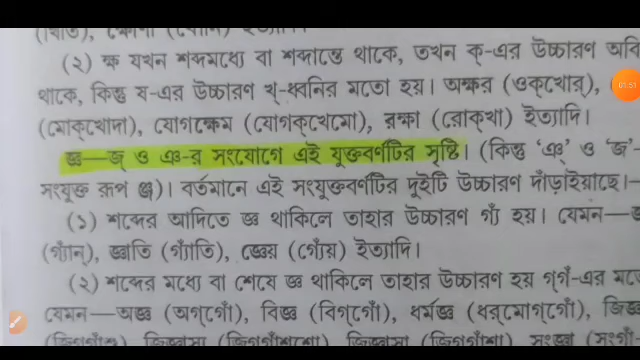 (খ্যাত), ক্ষোণী (খোনি) ইত্যাদি।
(২) ক্ষ যখন শব্দমধ্যে বা শব্দান্তে থাকে, তখন ক্-এর উচ্চারণ অবি
থাকে, কিন্তু ষ-এর উচ্চারণ খ্-ধ্বনির মতো হয়। অক্ষর (ওক্‌খোর্),
(মোক্‌খোদা), যোগক্ষেম (যোগক্‌খেমো), রক্ষা (রোক্‌খা) ইত্যাদি।
জ্ঞ—জ্ ও ঞ-র সংযোগে এই যুক্তবর্ণটির সৃষ্টি। (কিন্তু 'ঞ্' ও 'জ'-
সংযুক্ত রূপ ঞ্জ)। বর্তমানে এই সংযুক্তবর্ণটির দুইটি উচ্চারণ দাঁড়াইয়াছে।—
(১) শব্দের আদিতে জ্ঞ থাকিলে তাহার উচ্চারণ গ্যঁ হয়। যেমন—
(গ্যাঁন্), জ্ঞাতি (গ্যাঁতি), জ্ঞেয় (গ্যেঁয়) ইত্যাদি।
(২) শব্দের মধ্যে বা শেষে জ্ঞ থাকিলে তাহার উচ্চারণ হয় গ্‌গঁ-এর মতো
যেমন—অজ্ঞ (অগ্‌গোঁ), বিজ্ঞ (বিগ্‌গোঁ), ধর্মজ্ঞ (ধর্‌মোগ্‌গোঁ),
জিজ্ঞাসা (জিগ্‌গাঁশা), সংজ্ঞা
01:51